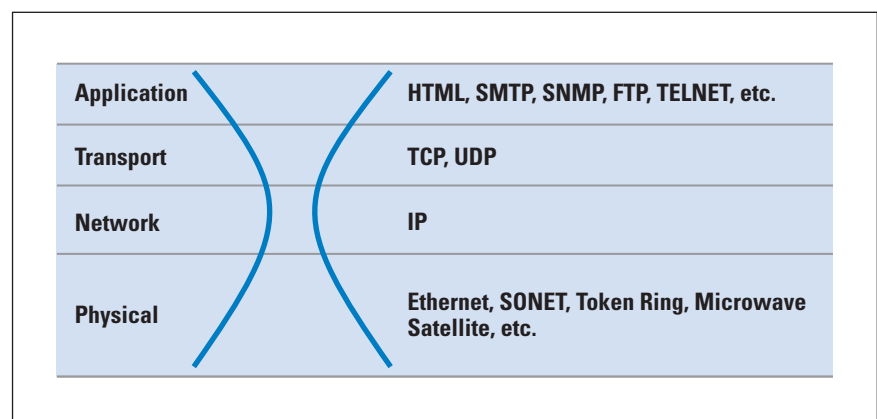 Application
HTML, SMTP, SNMP, FTP, TELNET, etc.
Transport
TCP, UDP
Network
IP
Physical
Ethernet, SONET, Token Ring, Microwave
Satellite, etc.